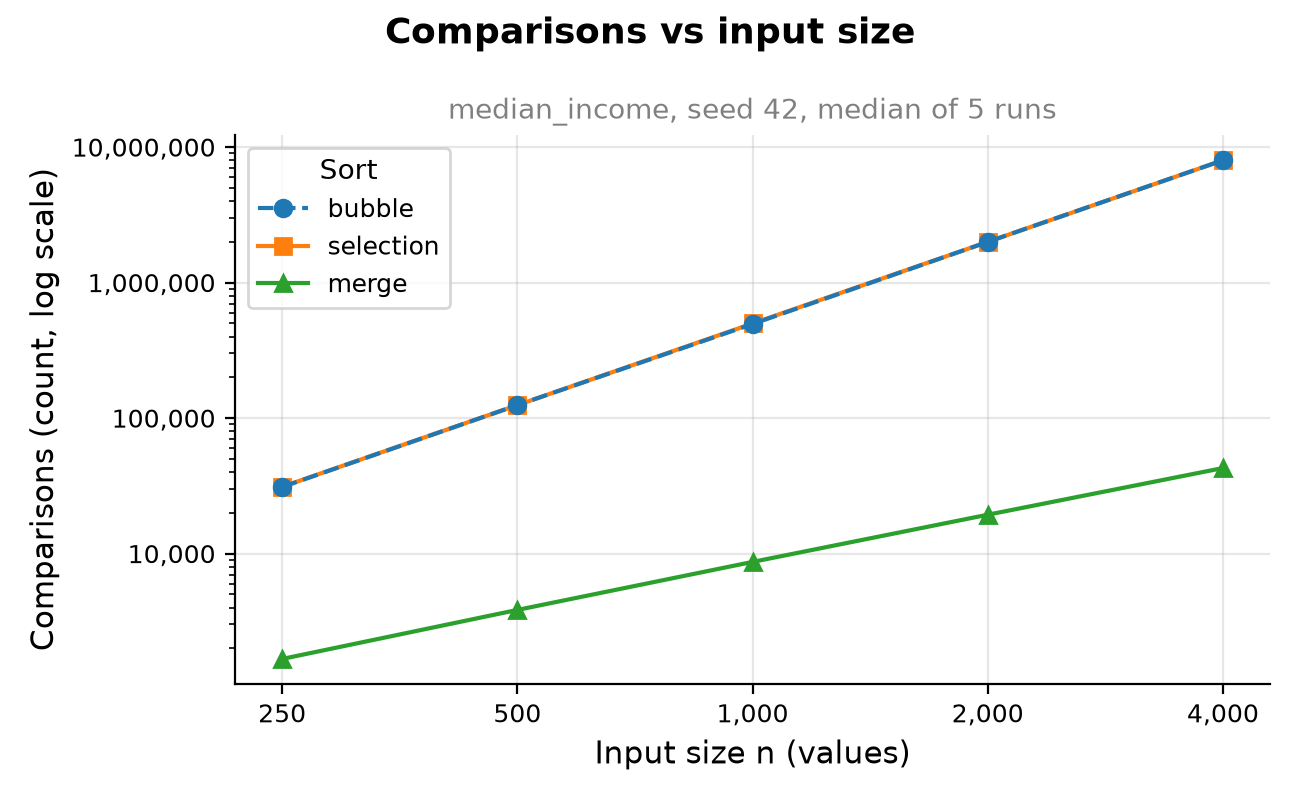 Comparisons vs input size
median_income, seed 42, median of 5 runs
Comparisons (count, log scale)
10,000,000
1,000,000
100,000
10,000
Sort
bubble
selection
merge
250 500 1,000 2,000 4,000
Input size n (values)